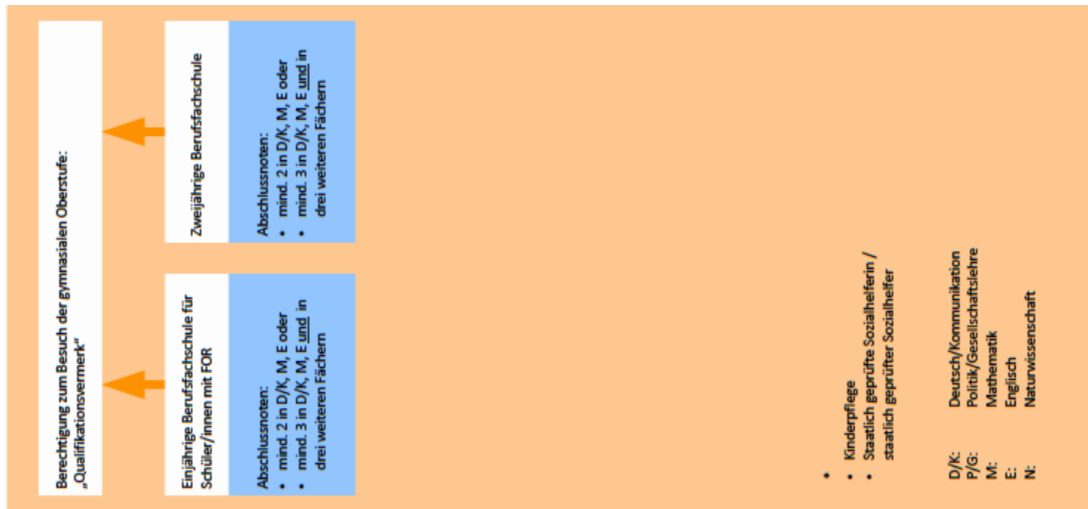 Berechtigung zum Besuch der gymnasialen Oberstufe:
„Qualifikationsvermerk“
Einjährige Berufsfachschule für
Schüler/innen mit FOR
Abschlussnoten:
• mind. 2 in D/K, M, E oder
• mind. 3 in D/K, M, E und in
drei weiteren Fächern
Zweijährige Berufsfachschule
Abschlussnoten:
• mind. 2 in D/K, M, E oder
• mind. 3 in D/K, M, E und in
drei weiteren Fächern
*
• Kinderpflege
• Staatlich geprüfte Sozialhelferin /
staatlich geprüfter Sozialhelfer
D/K: Deutsch/Kommunikation
P/G: Politik/Gesellschaftslehre
M: Mathematik
E: Englisch
N: Naturwissenschaft